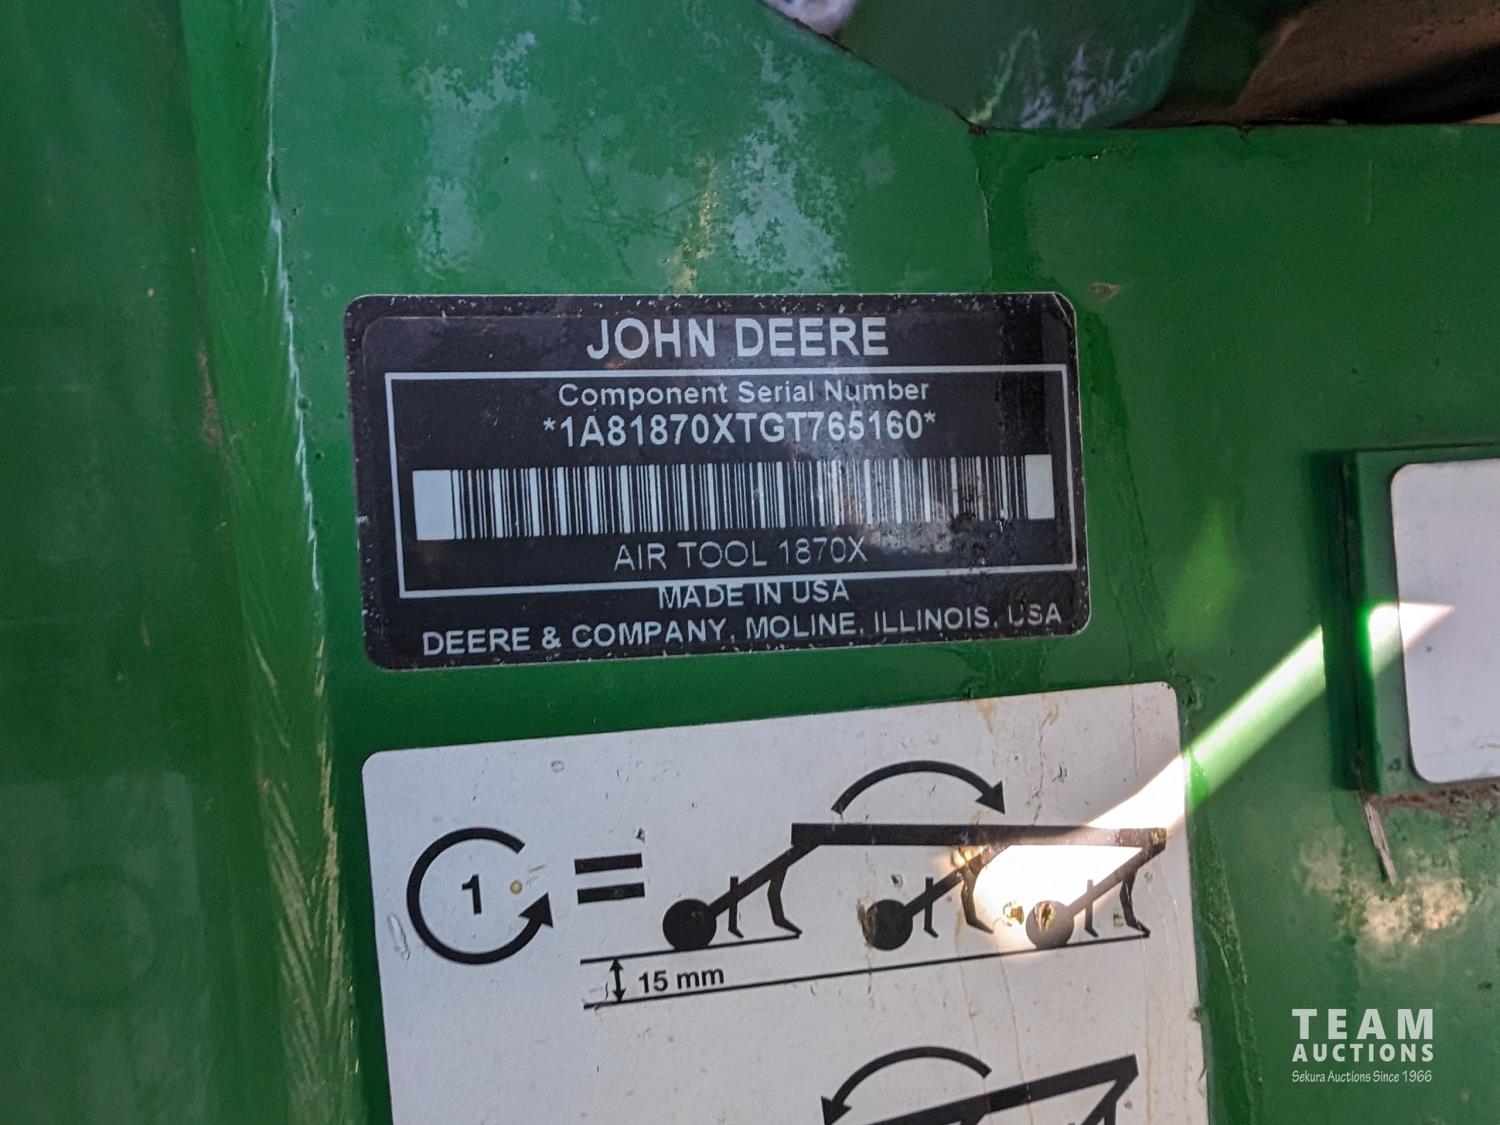 JOHN DEERE
Component Serial Number
*1A81870XTGT765160*
AIR TOOL 1870X
MADE IN USA
DEERE & COMPANY, MOLINE, ILLINOIS, USA
1 =
15 mm
TEAM
AUCTIONS
Sekura Auctions Since 1966